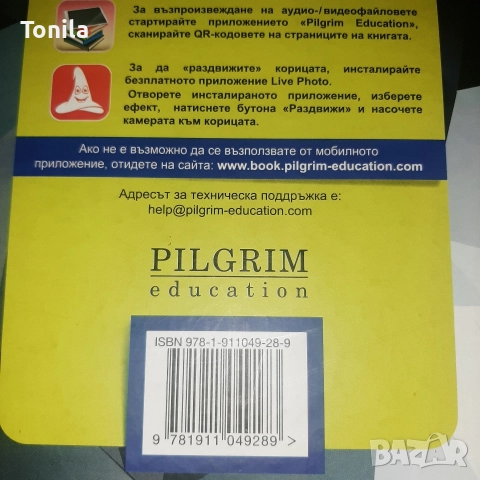 Tonila
За възпроизвеждане на аудио-/видеофайловете
стартирайте приложението «Pilgrim Education»,
сканирайте QR-кодовете на страниците на книгата.
За да «раздвижите» корицата, инсталирайте
безплатното приложение Live Photo.
Отворете инсталираното приложение, изберете
ефект, натиснете бутона «Раздвижи» и насочете
камерата към корицата.
Ако не е възможно да се възползвате от мобилното
приложение, отидете на сайта: www.book.pilgrim-education.com
Адресът за техническа поддръжка е:
help@pilgrim-education.com
PILGRIM
education
ISBN 978-1-911049-28-9
9 781911 049289 >
BAZAR